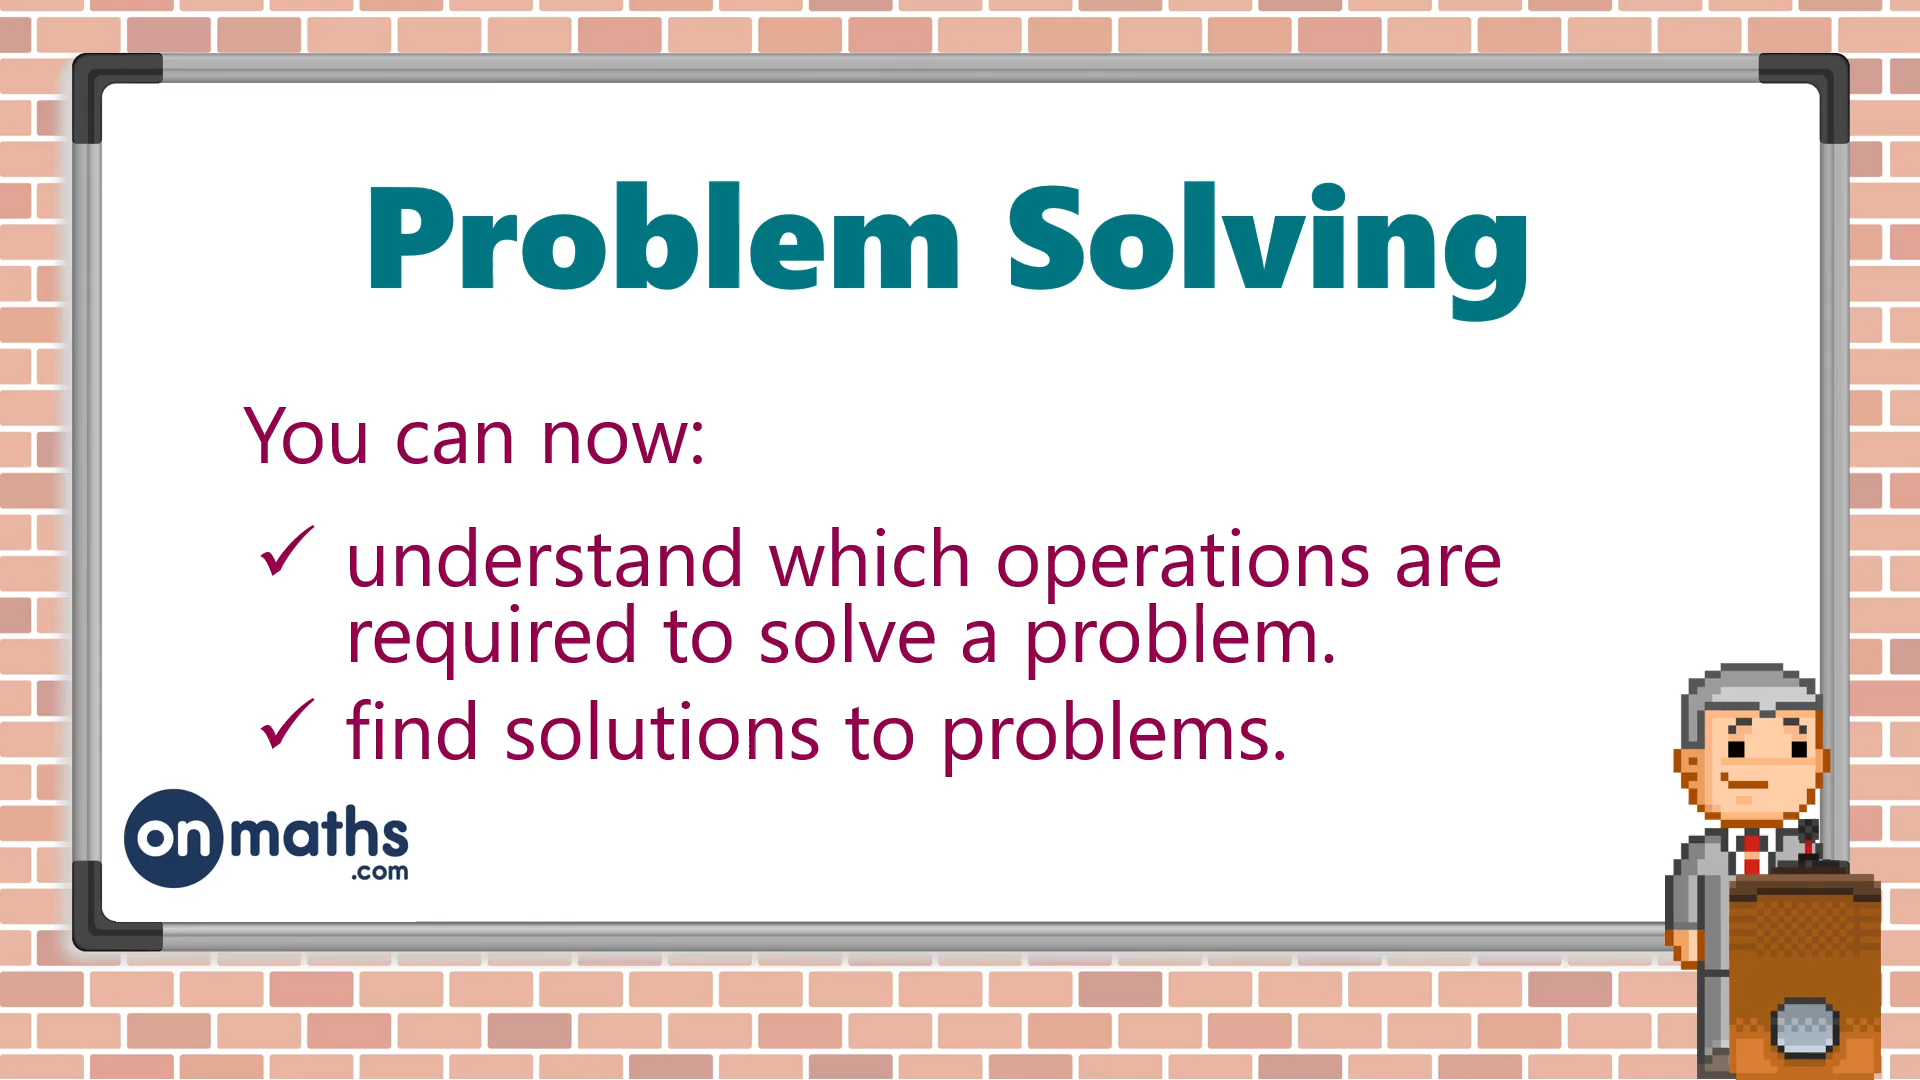 Problem Solving
You can now:
✓ understand which operations are
required to solve a problem.
✓ find solutions to problems.
onmaths
.com